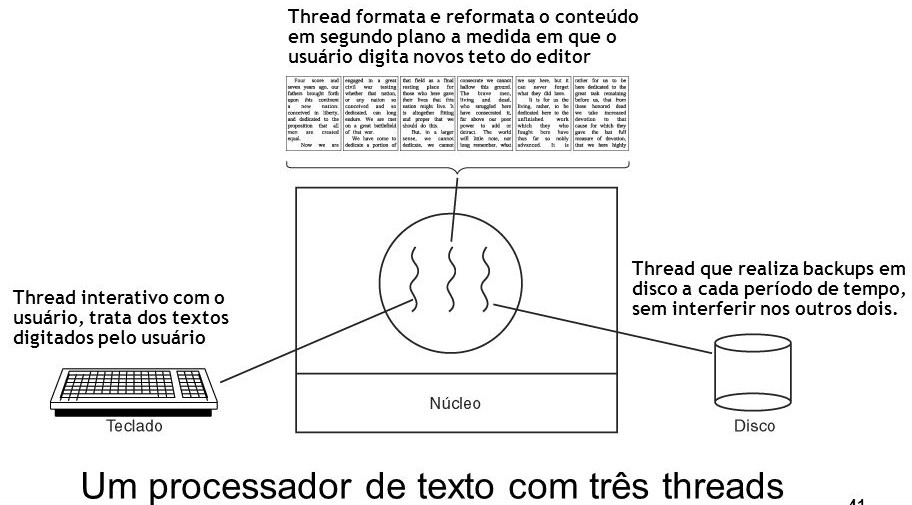 Thread formata e reformata o conteúdo
em segundo plano a medida em que o
usuário digita novos teto do editor
Four score and
seven years ago, our
fathers brought forth
upon this continent
a new nation:
conceived in liberty,
and dedicated to the
proposition that all
men are created
equal.
Now we are
engaged in a great
civil war testing
whether that nation,
or any nation so
conceived and so
dedicated, can long
endure. We are met
on a great battlefield
of that war.
We have come to
dedicate a portion of
that field as a final
resting place for
those who here gave
their lives that this
nation might live. It
is altogether fitting
and proper that we
should do this.
But, in a larger
sense, we cannot
dedicate, we cannot
consecrate we cannot
hallow this ground.
The brave men,
living and dead,
who struggled here
have consecrated it,
far above our poor
power to add or
detract. The world
will little note, nor
long remember, what
we say here, but it
can never forget
what they did here.
It is for us the
living, rather, to be
dedicated here to the
unfinished work
which they who
fought here have
thus far so nobly
advanced. It is
rather for us to be
here dedicated to the
great task remaining
before us, that from
these honored dead
we take increased
devotion to that
cause for which they
gave the last full
measure of devotion,
that we here highly
Thread interativo com o
usuário, trata dos textos
digitados pelo usuário
Thread que realiza backups em
disco a cada período de tempo,
sem interferir nos outros dois.
Teclado
Núcleo
Disco
Um processador de texto com três threads